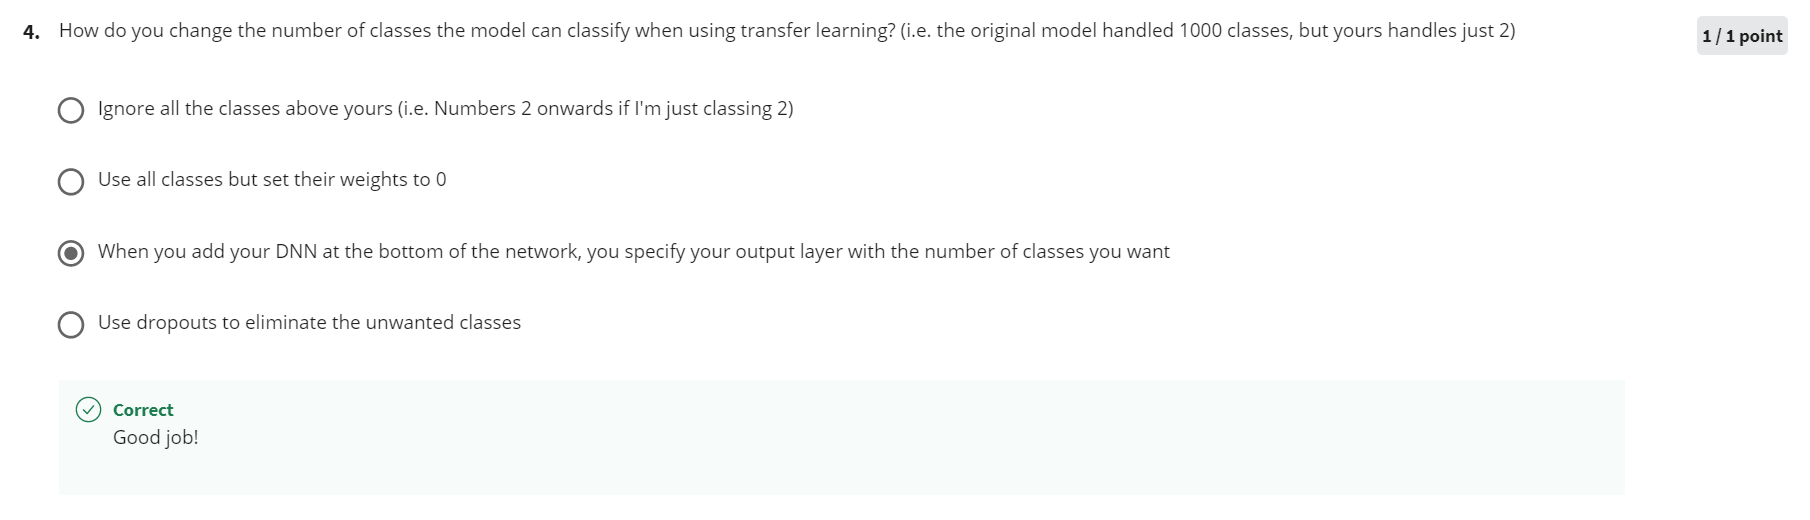 4. How do you change the number of classes the model can classify when using transfer learning? (i.e. the original model handled 1000 classes, but yours handles just 2)
1 / 1 point
Ignore all the classes above yours (i.e. Numbers 2 onwards if I'm just classing 2)
Use all classes but set their weights to 0
When you add your DNN at the bottom of the network, you specify your output layer with the number of classes you want
Use dropouts to eliminate the unwanted classes
Correct
Good job!